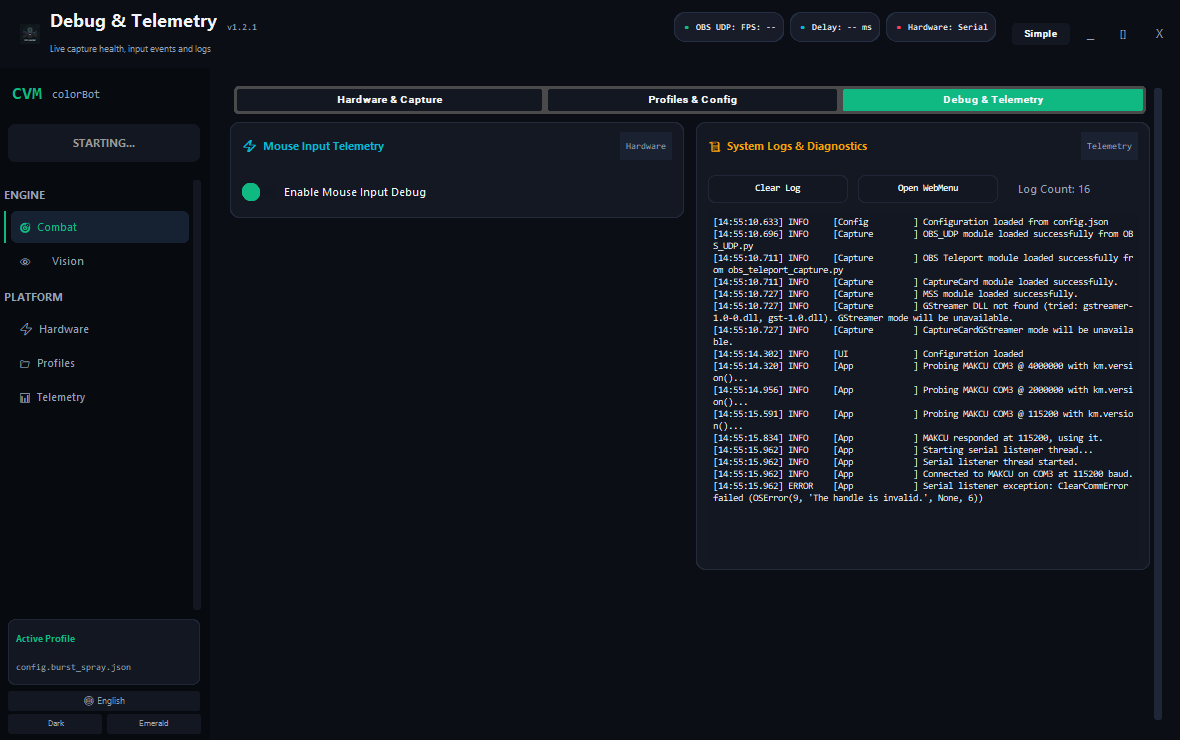 Debug & Telemetry v1.2.1
Live capture health, input events and logs
OBS UDP: FPS: --
Delay: -- ms
Hardware: Serial
Simple
_
[]
X
CVM colorBot
STARTING...
ENGINE
Combat
Vision
PLATFORM
Hardware
Profiles
Telemetry
Active Profile
config.burst_spray.json
English
Dark
Emerald
Hardware & Capture
Profiles & Config
Debug & Telemetry
Mouse Input Telemetry
Hardware
Enable Mouse Input Debug
System Logs & Diagnostics
Telemetry
Clear Log
Open WebMenu
Log Count: 16
[14:55:10.633] INFO [Config ] Configuration loaded from config.json
[14:55:10.696] INFO [Capture ] OBS_UDP module loaded successfully from OB
S_UDP.py
[14:55:10.711] INFO [Capture ] OBS Teleport module loaded successfully fr
om obs_teleport_capture.py
[14:55:10.711] INFO [Capture ] CaptureCard module loaded successfully.
[14:55:10.727] INFO [Capture ] MSS module loaded successfully.
[14:55:10.727] INFO [Capture ] GStreamer DLL not found (tried: gstreamer-
1.0-0.dll, gst-1.0.dll). GStreamer mode will be unavailable.
[14:55:10.727] INFO [Capture ] CaptureCardGStreamer mode will be unavaila
ble.
[14:55:14.302] INFO [UI ] Configuration loaded
[14:55:14.320] INFO [App ] Probing MAKCU COM3 @ 4000000 with km.versi
on()...
[14:55:14.956] INFO [App ] Probing MAKCU COM3 @ 2000000 with km.versi
on()...
[14:55:15.591] INFO [App ] Probing MAKCU COM3 @ 115200 with km.versio
n()...
[14:55:15.834] INFO [App ] MAKCU responded at 115200, using it.
[14:55:15.962] INFO [App ] Starting serial listener thread...
[14:55:15.962] INFO [App ] Serial listener thread started.
[14:55:15.962] INFO [App ] Connected to MAKCU on COM3 at 115200 baud.
[14:55:15.962] ERROR [App ] Serial listener exception: ClearCommError
failed (OSError(9, 'The handle is invalid.', None, 6))